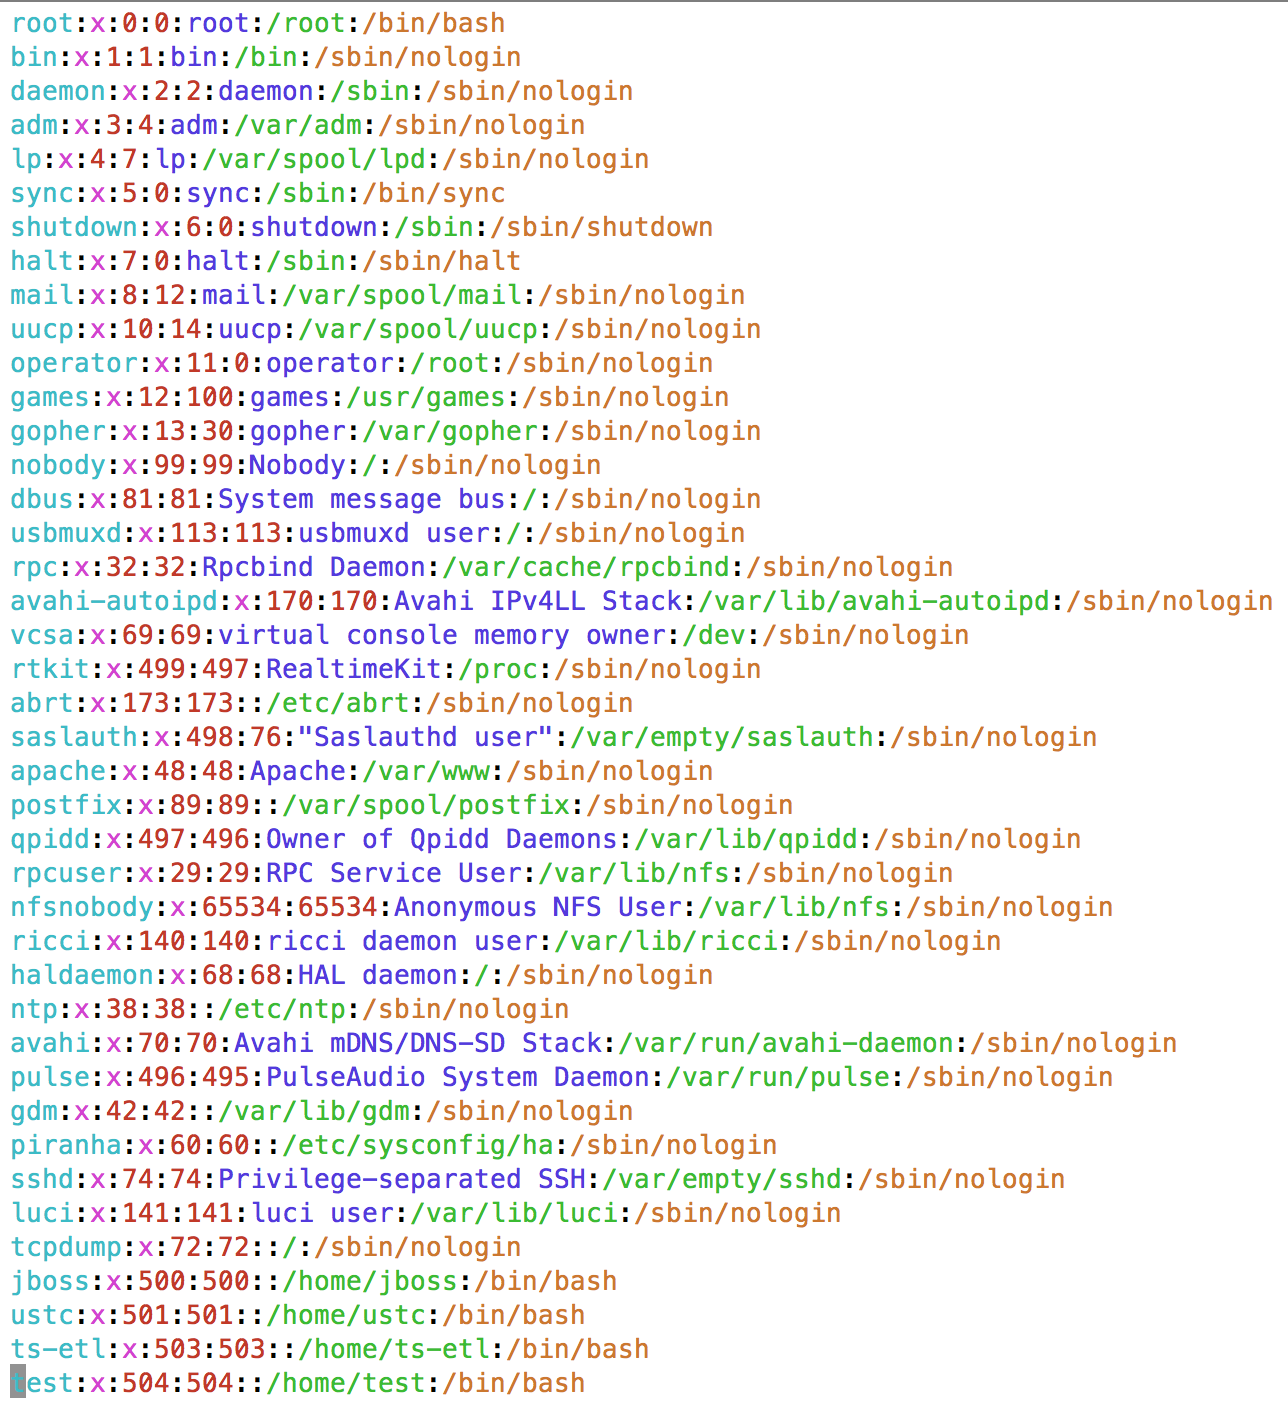 root:x:0:0:root:/root:/bin/bash
bin:x:1:1:bin:/bin:/sbin/nologin
daemon:x:2:2:daemon:/sbin:/sbin/nologin
adm:x:3:4:adm:/var/adm:/sbin/nologin
lp:x:4:7:lp:/var/spool/lpd:/sbin/nologin
sync:x:5:0:sync:/sbin:/bin/sync
shutdown:x:6:0:shutdown:/sbin:/sbin/shutdown
halt:x:7:0:halt:/sbin:/sbin/halt
mail:x:8:12:mail:/var/spool/mail:/sbin/nologin
uucp:x:10:14:uucp:/var/spool/uucp:/sbin/nologin
operator:x:11:0:operator:/root:/sbin/nologin
games:x:12:100:games:/usr/games:/sbin/nologin
gopher:x:13:30:gopher:/var/gopher:/sbin/nologin
nobody:x:99:99:Nobody:/:/sbin/nologin
dbus:x:81:81:System message bus:/:/sbin/nologin
usbmuxd:x:113:113:usbmuxd user:/:/sbin/nologin
rpc:x:32:32:Rpcbind Daemon:/var/cache/rpcbind:/sbin/nologin
avahi-autoipd:x:170:170:Avahi IPv4LL Stack:/var/lib/avahi-autoipd:/sbin/nologin
vcsa:x:69:69:virtual console memory owner:/dev:/sbin/nologin
rtkit:x:499:497:RealtimeKit:/proc:/sbin/nologin
abrt:x:173:173::/etc/abrt:/sbin/nologin
saslauth:x:498:76:"Saslauthd user":/var/empty/saslauth:/sbin/nologin
apache:x:48:48:Apache:/var/www:/sbin/nologin
postfix:x:89:89::/var/spool/postfix:/sbin/nologin
qpidd:x:497:496:Owner of Qpidd Daemons:/var/lib/qpidd:/sbin/nologin
rpcuser:x:29:29:RPC Service User:/var/lib/nfs:/sbin/nologin
nfsnobody:x:65534:65534:Anonymous NFS User:/var/lib/nfs:/sbin/nologin
ricci:x:140:140:ricci daemon user:/var/lib/ricci:/sbin/nologin
haldaemon:x:68:68:HAL daemon:/:/sbin/nologin
ntp:x:38:38::/etc/ntp:/sbin/nologin
avahi:x:70:70:Avahi mDNS/DNS-SD Stack:/var/run/avahi-daemon:/sbin/nologin
pulse:x:496:495:PulseAudio System Daemon:/var/run/pulse:/sbin/nologin
gdm:x:42:42::/var/lib/gdm:/sbin/nologin
piranha:x:60:60::/etc/sysconfig/ha:/sbin/nologin
sshd:x:74:74:Privilege-separated SSH:/var/empty/sshd:/sbin/nologin
luci:x:141:141:luci user:/var/lib/luci:/sbin/nologin
tcpdump:x:72:72::/:/sbin/nologin
jboss:x:500:500::/home/jboss:/bin/bash
ustc:x:501:501::/home/ustc:/bin/bash
ts-etl:x:503:503::/home/ts-etl:/bin/bash
test:x:504:504::/home/test:/bin/bash